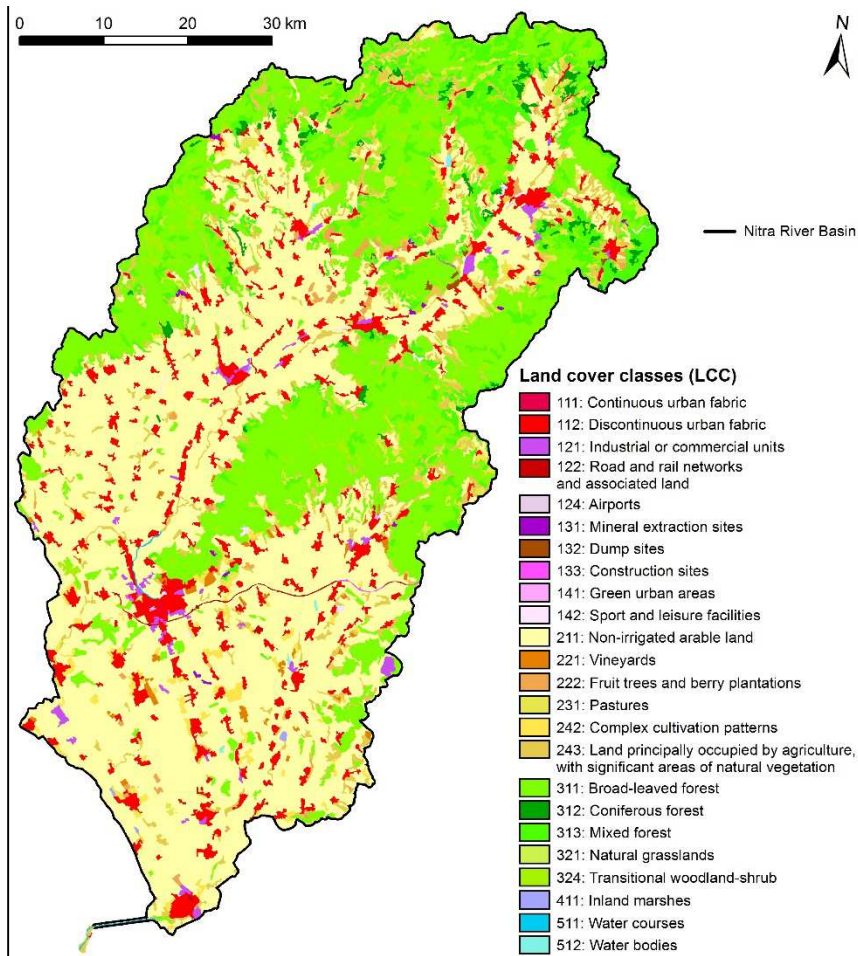 0 10 20 30 km
N
Nitra River Basin
Land cover classes (LCC)
111: Continuous urban fabric
112: Discontinuous urban fabric
121: Industrial or commercial units
122: Road and rail networks
and associated land
124: Airports
131: Mineral extraction sites
132: Dump sites
133: Construction sites
141: Green urban areas
142: Sport and leisure facilities
211: Non-irrigated arable land
221: Vineyards
222: Fruit trees and berry plantations
231: Pastures
242: Complex cultivation patterns
243: Land principally occupied by agriculture,
with significant areas of natural vegetation
311: Broad-leaved forest
312: Coniferous forest
313: Mixed forest
321: Natural grasslands
324: Transitional woodland-shrub
411: Inland marshes
511: Water courses
512: Water bodies